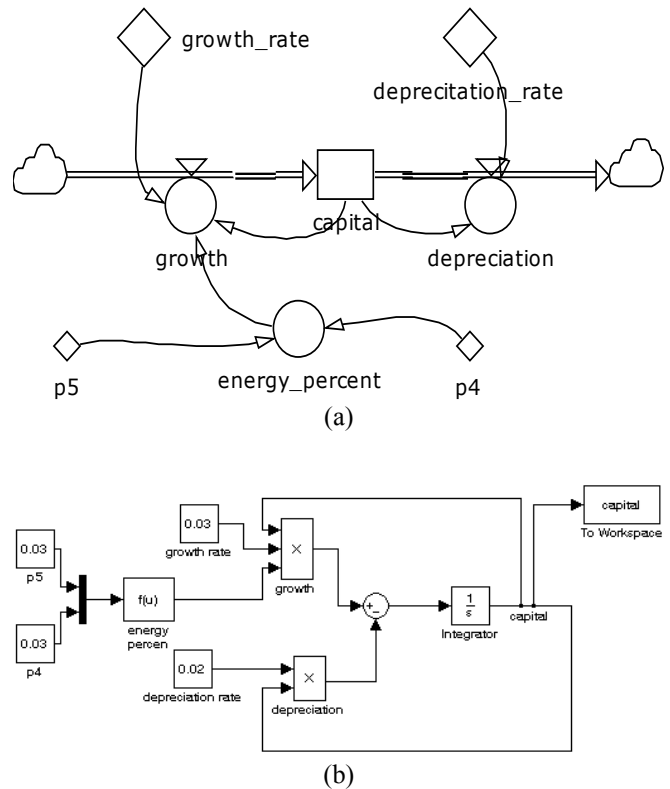 growth_rate
deprecitation_rate
capital
growth
depreciation
energy_percent
p5
p4
(a)
capital
To Workspace
0.03
growth rate
0.03
p5
×
growth
f(u)
energy
percen
+
-
1
s
Integrator
capital
0.03
p4
0.02
depreciation rate
×
depreciation
(b)